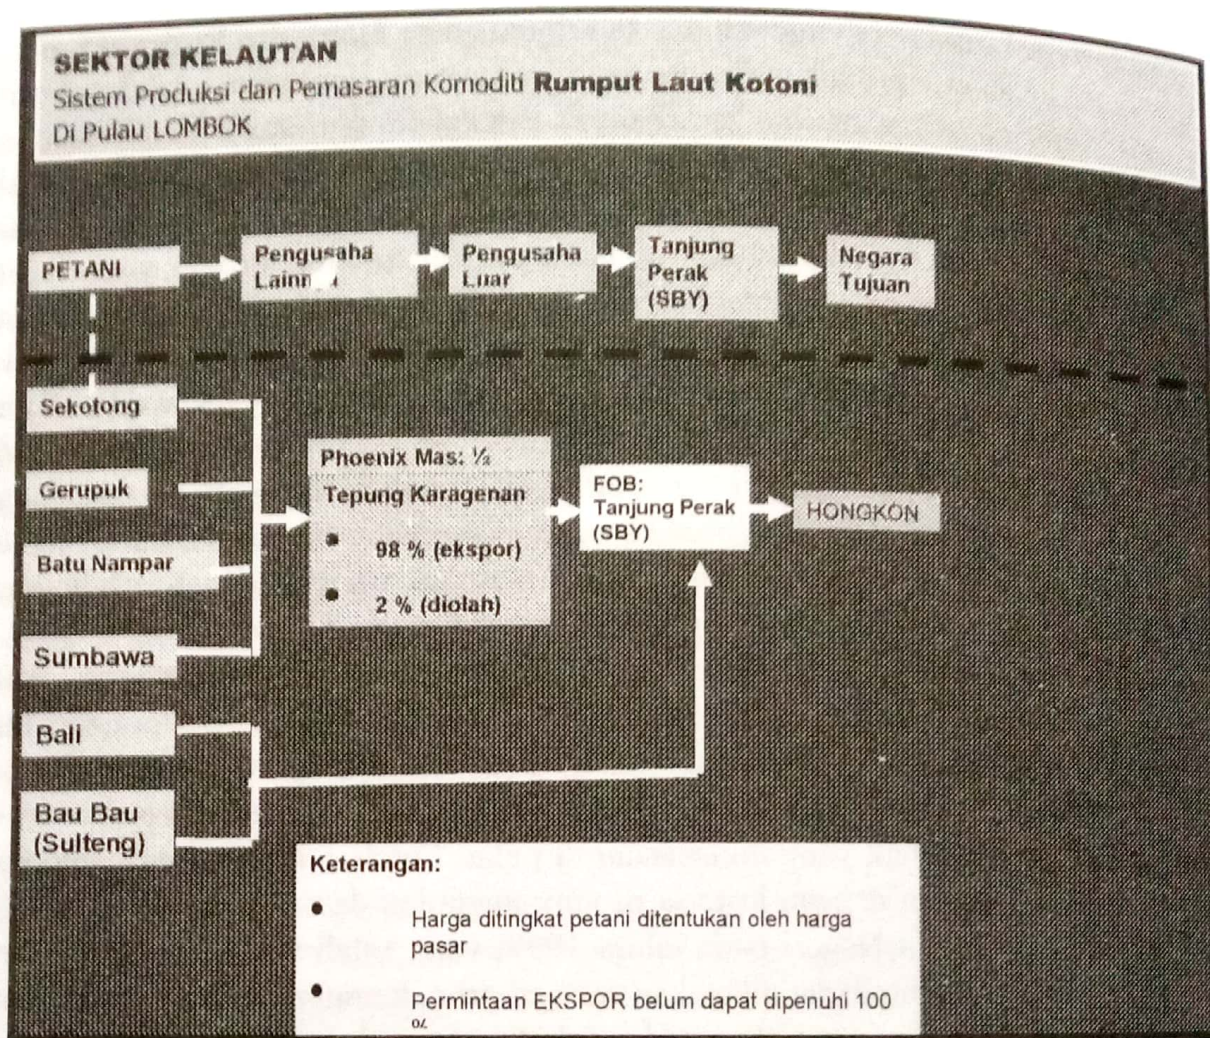 SEKTOR KELAUTAN
Sistem Produksi dan Pemasaran Komoditi Rumput Laut Kotoni
Di Pulau LOMBOK
PETANI
Pengusaha
Pengusaha
Luar
Tanjung
Perak
(SBY)
Negara
Tujuan
Sekotong
Gerupuk
Batu Nampar
Sumbawa
Bali
Bau Bau
(Sulteng)
Phoenix Mas: ½
Tepung Karagenan
• 98 % (ekspor)
• 2 % (diolah)
FOB:
Tanjung Perak
(SBY)
HONGKON
Keterangan:
• Harga ditingkat petani ditentukan oleh harga
pasar
• Permintaan EKSPOR belum dapat dipenuhi 100
%